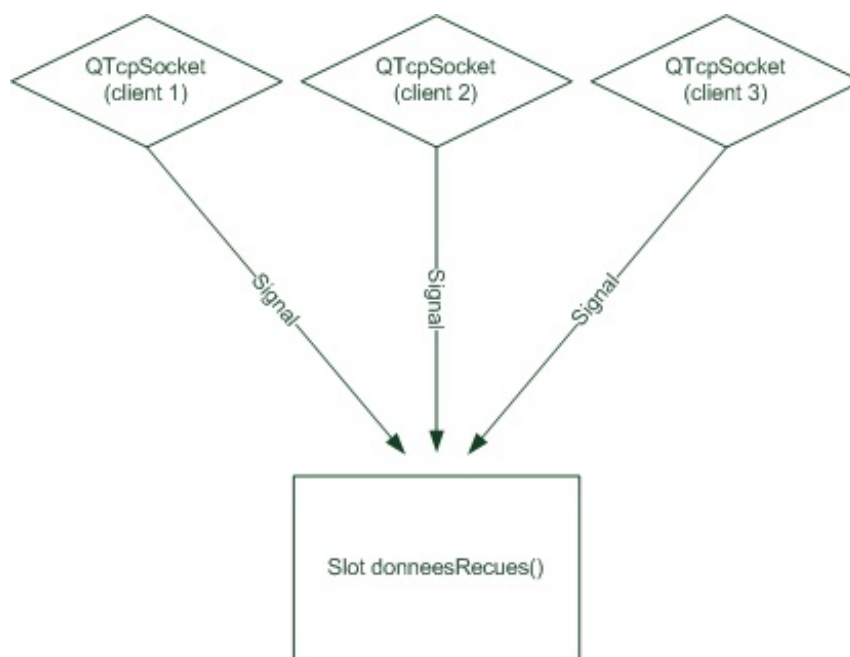 QTcpSocket
(client 1)
QTcpSocket
(client 2)
QTcpSocket
(client 3)
Signal
Signal
Signal
Slot donneesRecues()